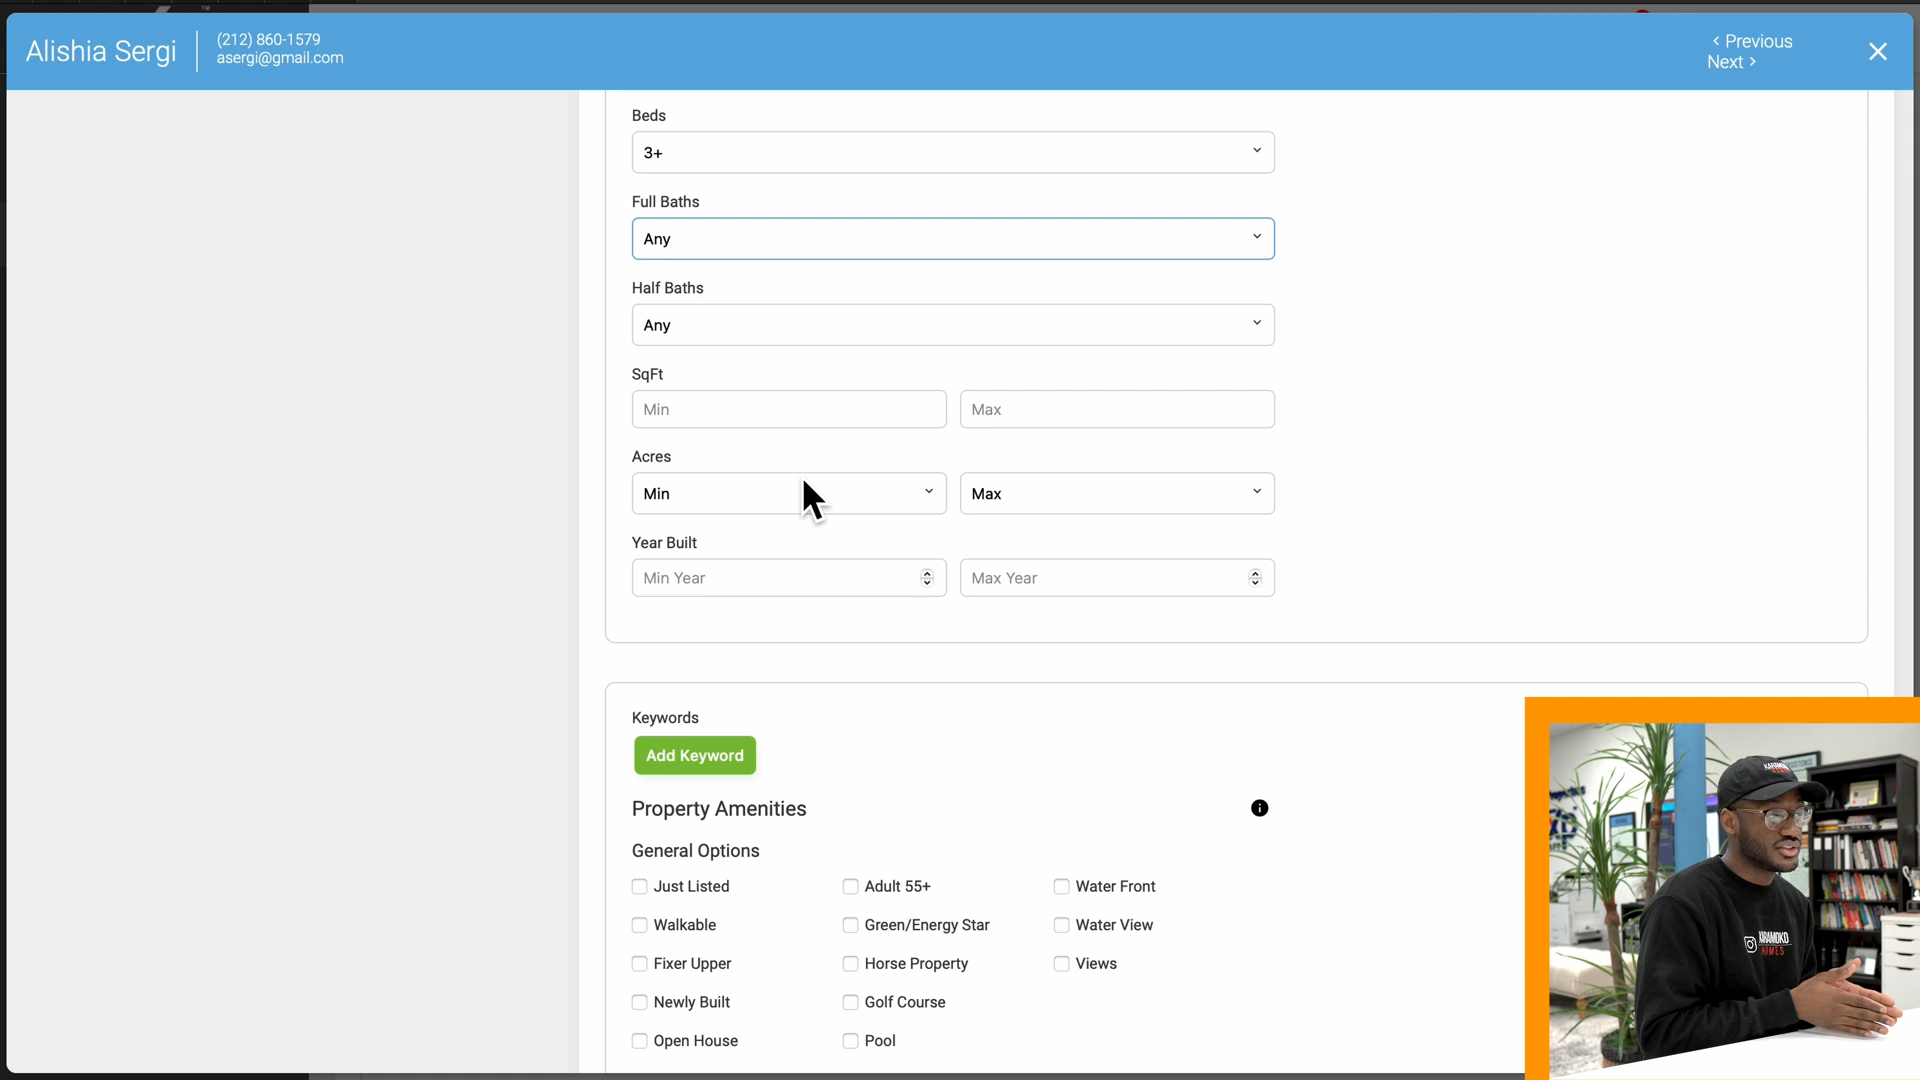 Alishia Sergi
(212) 860-1579
asergi@gmail.com
‹ Previous
Next ›
Beds
3+
Full Baths
Any
Half Baths
Any
SqFt
Min Max
Acres
Min Max
Year Built
Min Year Max Year
Keywords
Add Keyword
Property Amenities
General Options
Just Listed Adult 55+ Water Front
Walkable Green/Energy Star Water View
Fixer Upper Horse Property Views
Newly Built Golf Course
Open House Pool
KARAMOKO
HOMES